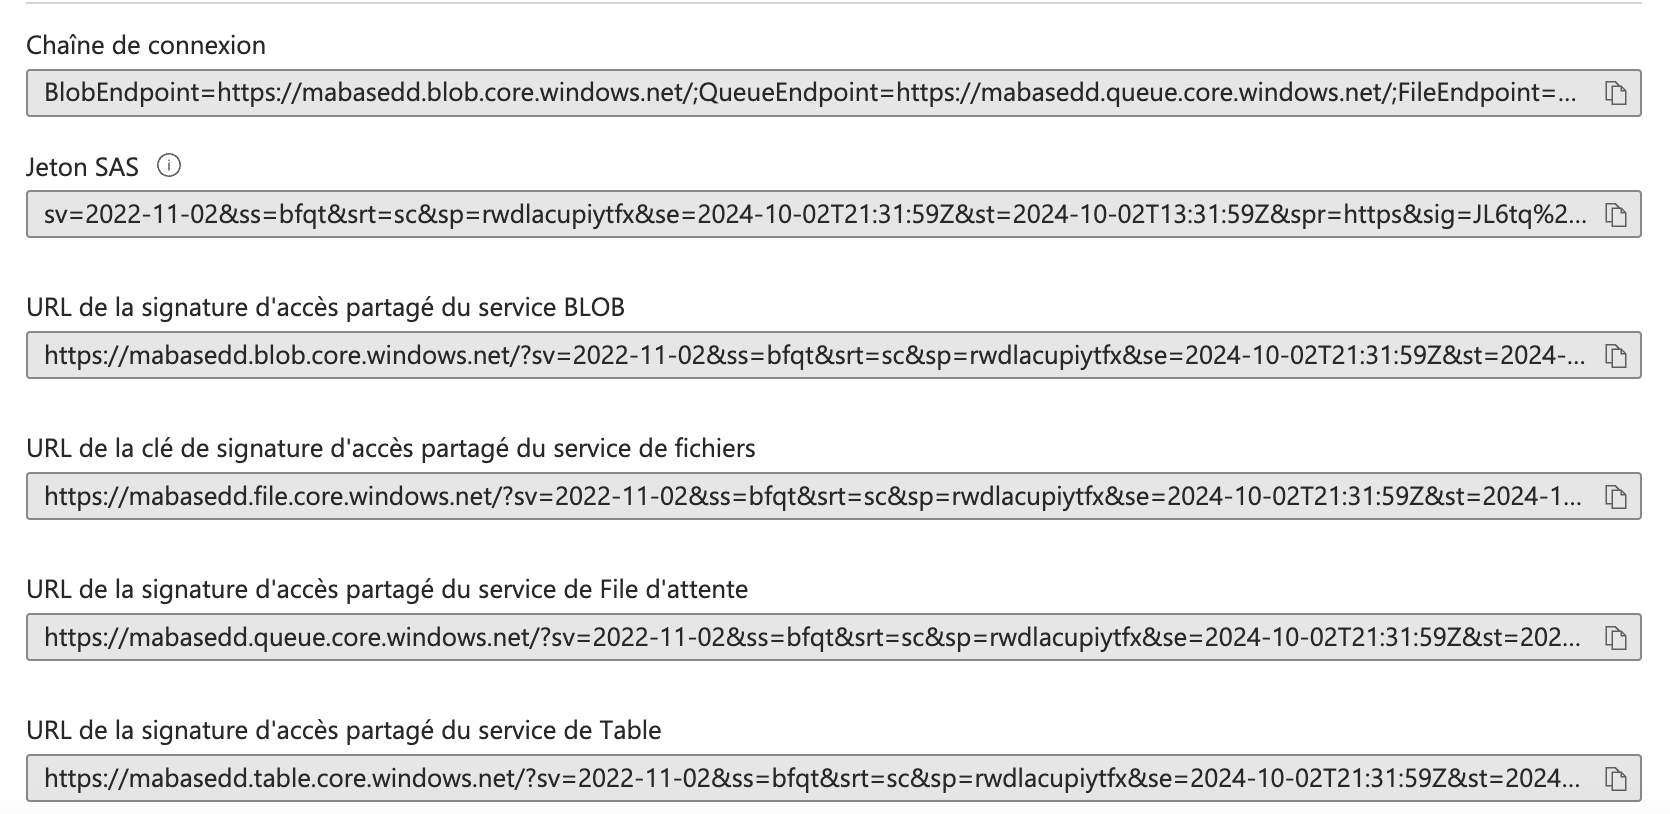 Chaîne de connexion
BlobEndpoint=https://mabasedd.blob.core.windows.net/;QueueEndpoint=https://mabasedd.queue.core.windows.net/;FileEndpoint=...
Jeton SAS
sv=2022-11-02&ss=bfqt&srt=sc&sp=rwdlacupiytfx&se=2024-10-02T21:31:59Z&st=2024-10-02T13:31:59Z&spr=https&sig=JL6tq%2...
URL de la signature d'accès partagé du service BLOB
https://mabasedd.blob.core.windows.net/?sv=2022-11-02&ss=bfqt&srt=sc&sp=rwdlacupiytfx&se=2024-10-02T21:31:59Z&st=2024-...
URL de la clé de signature d'accès partagé du service de fichiers
https://mabasedd.file.core.windows.net/?sv=2022-11-02&ss=bfqt&srt=sc&sp=rwdlacupiytfx&se=2024-10-02T21:31:59Z&st=2024-1...
URL de la signature d'accès partagé du service de File d'attente
https://mabasedd.queue.core.windows.net/?sv=2022-11-02&ss=bfqt&srt=sc&sp=rwdlacupiytfx&se=2024-10-02T21:31:59Z&st=202...
URL de la signature d'accès partagé du service de Table
https://mabasedd.table.core.windows.net/?sv=2022-11-02&ss=bfqt&srt=sc&sp=rwdlacupiytfx&se=2024-10-02T21:31:59Z&st=2024...